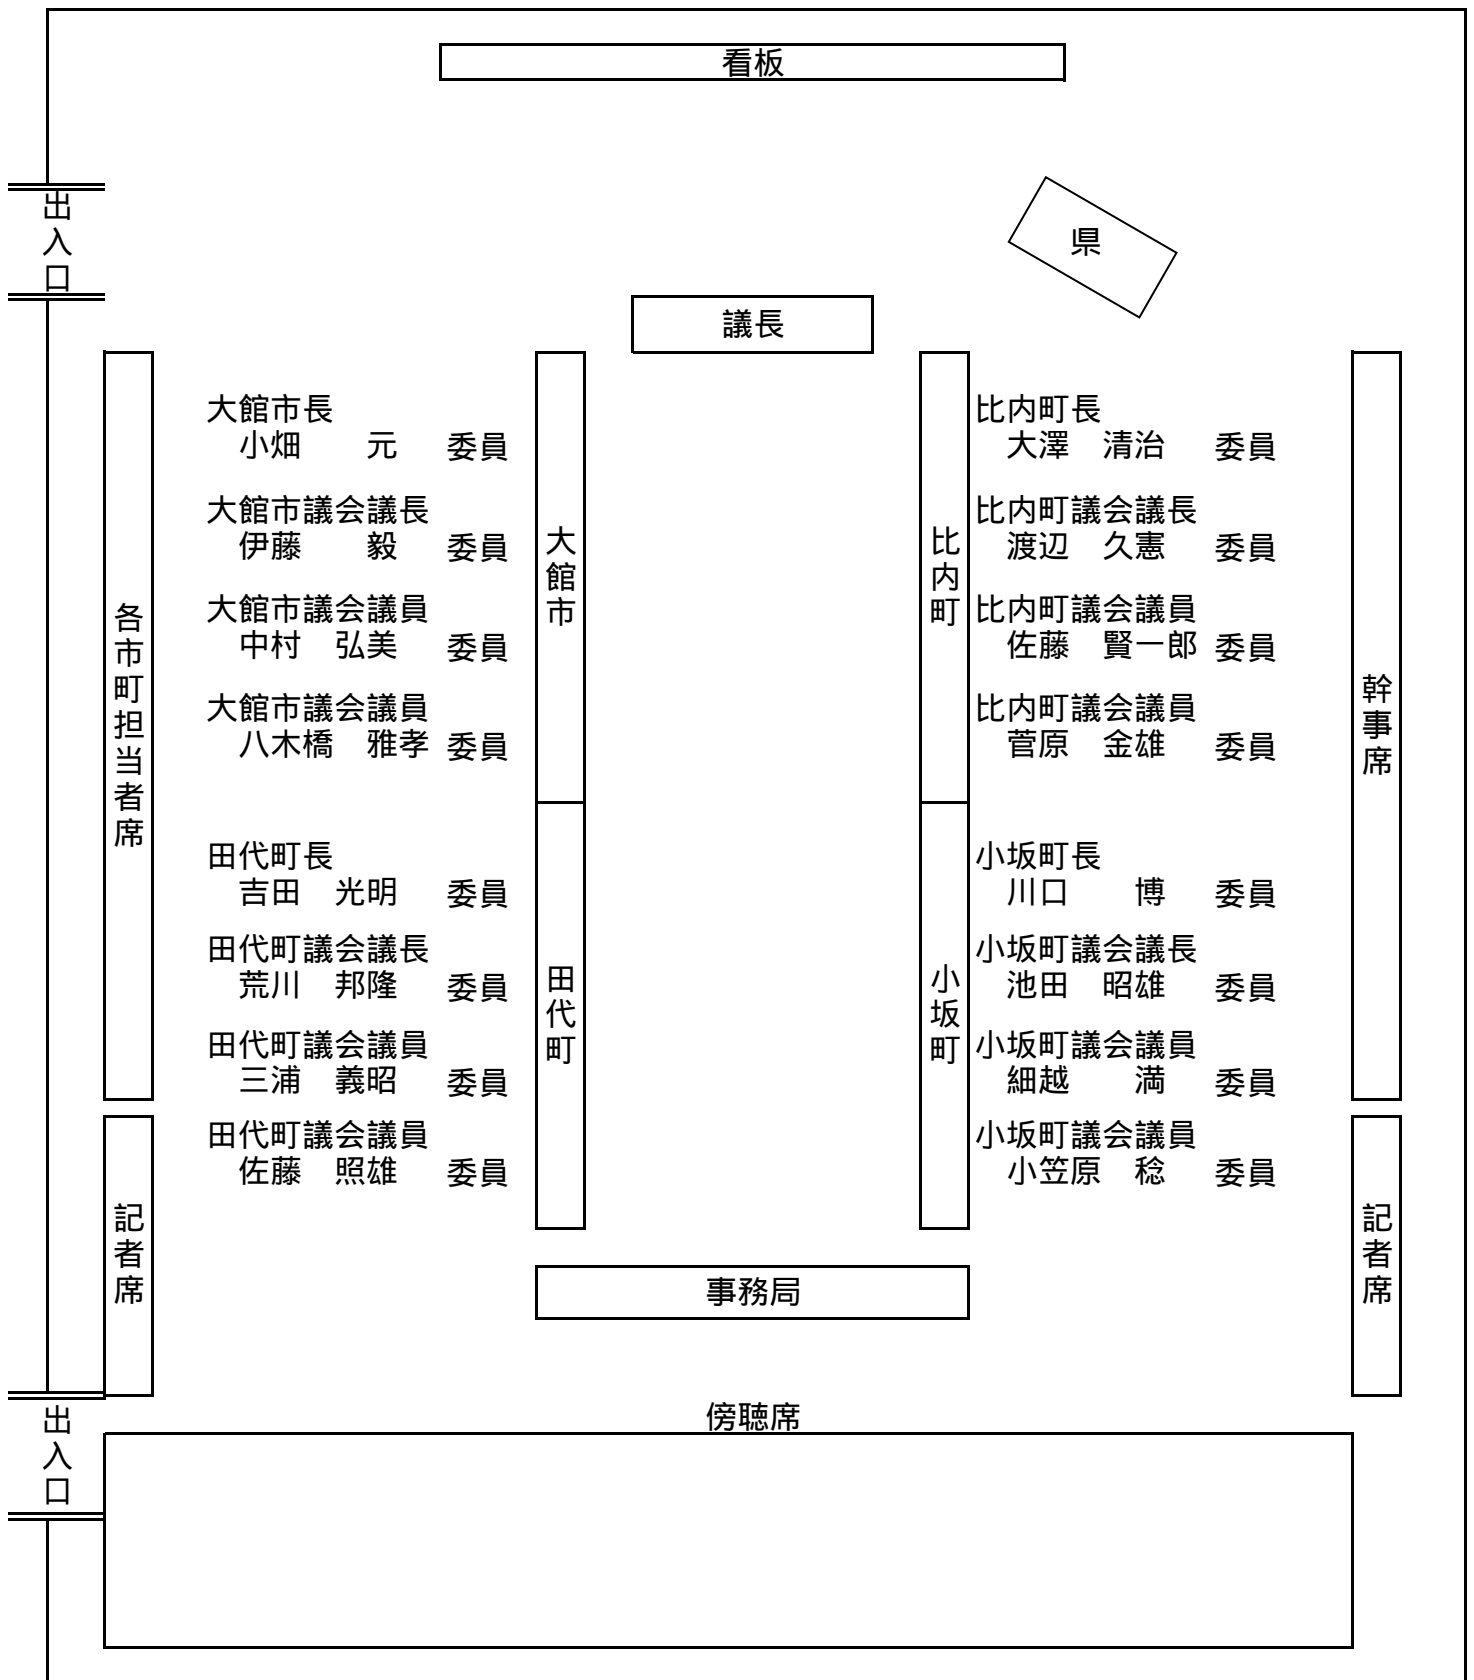 看板
出入口
県
議長
各市町担当者席
大館市長
小畑　　元　委員
大館市議会議長
伊藤　　毅　委員
大館市議会議員
中村　弘美　委員
大館市議会議員
八木橋　雅孝　委員
大館市
田代町長
吉田　光明　委員
田代町議会議長
荒川　邦隆　委員
田代町議会議員
三浦　義昭　委員
田代町議会議員
佐藤　照雄　委員
田代町
比内町
比内町長
大澤　清治　委員
比内町議会議長
渡辺　久憲　委員
比内町議会議員
佐藤　賢一郎　委員
比内町議会議員
菅原　金雄　委員
小坂町
小坂町長
川口　　博　委員
小坂町議会議長
池田　昭雄　委員
小坂町議会議員
細越　　満　委員
小坂町議会議員
小笠原　稔　委員
幹事席
記者席
記者席
事務局
出入口
傍聴席